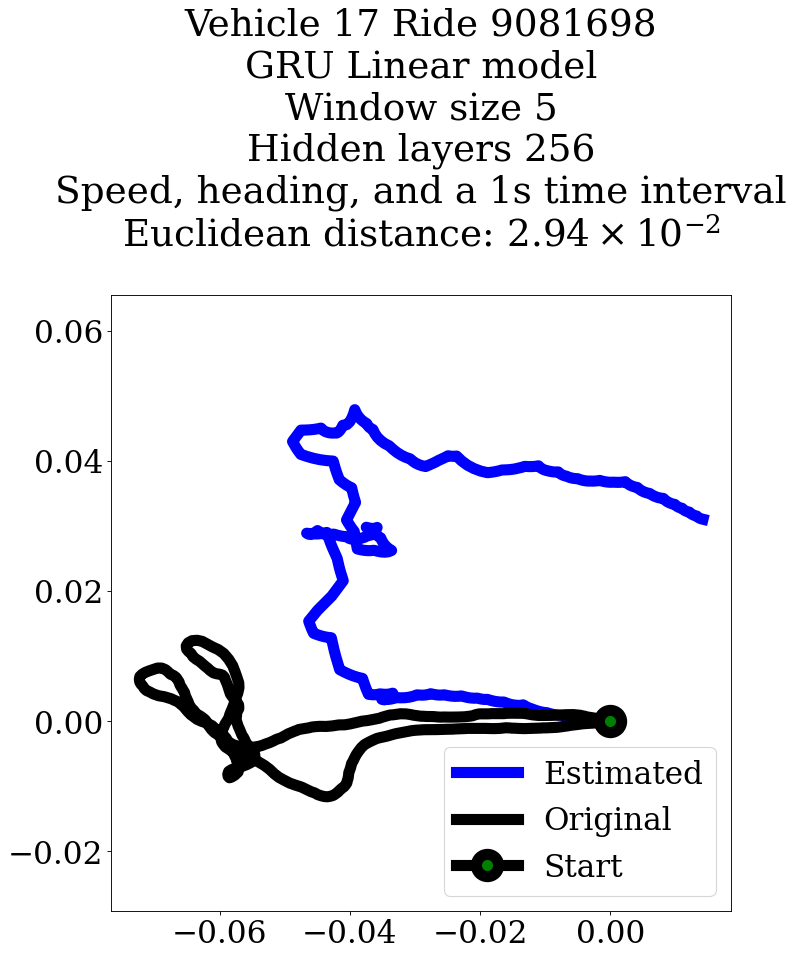 Vehicle 17 Ride 9081698
GRU Linear model
Window size 5
Hidden layers 256
Speed, heading, and a 1s time interval
Euclidean distance: 2.94 × 10⁻²
0.06
0.04
0.02
0.00
−0.02
−0.06
−0.04
−0.02
0.00
Estimated
Original
Start